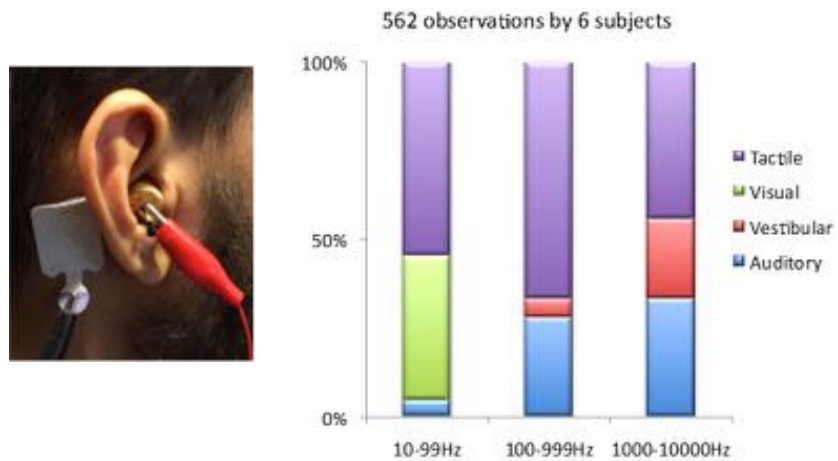 562 observations by 6 subjects
100%
50%
0%
10-99Hz
100-999Hz
1000-10000Hz
Tactile
Visual
Vestibular
Auditory